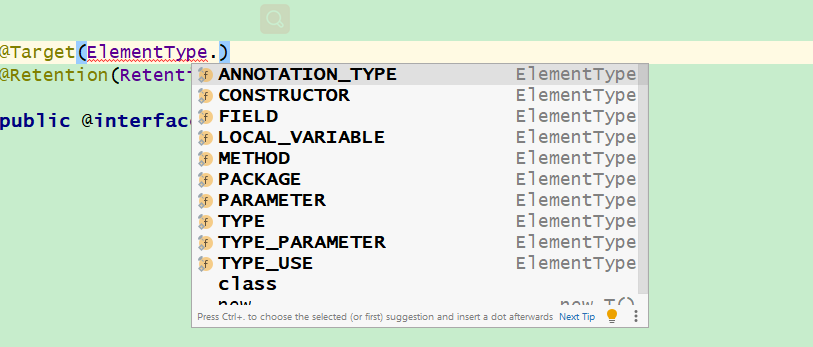 @Target(ElementType.)
@Retention(Retenti
public @interface
ANNOTATION_TYPE ElementType
CONSTRUCTOR ElementType
FIELD ElementType
LOCAL_VARIABLE ElementType
METHOD ElementType
PACKAGE ElementType
PARAMETER ElementType
TYPE ElementType
TYPE_PARAMETER ElementType
TYPE_USE ElementType
class
new new T()
Press Ctrl+. to choose the selected (or first) suggestion and insert a dot afterwards Next Tip